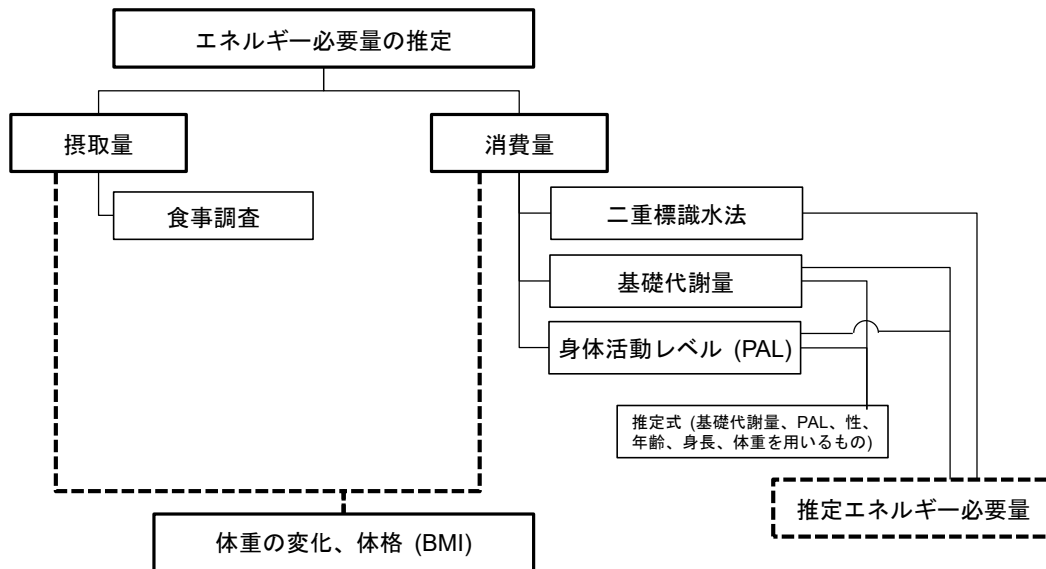 エネルギー必要量の推定
摂取量
消費量
食事調査
二重標識水法
基礎代謝量
身体活動レベル (PAL)
推定式 (基礎代謝量、PAL、性、
年齢、身長、体重を用いるもの)
推定エネルギー必要量
体重の変化、体格 (BMI)